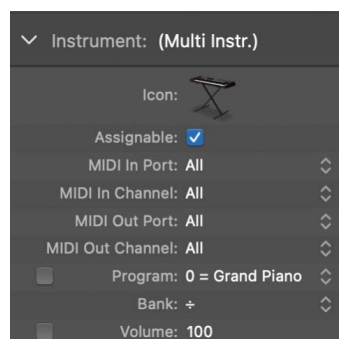 Instrument: (Multi Instr.)
Icon:
Assignable:
MIDI In Port: All
MIDI In Channel: All
MIDI Out Port: All
MIDI Out Channel: All
Program: 0 = Grand Piano
Bank: ÷
Volume: 100